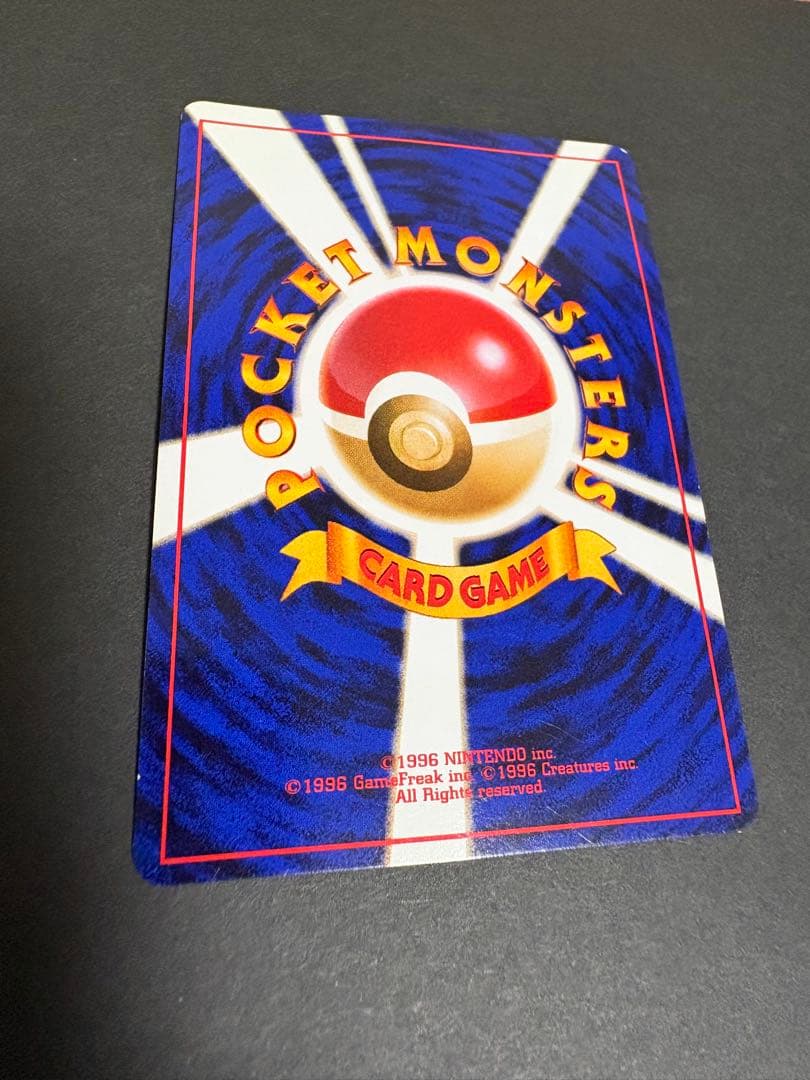 POCKET MONSTERS
CARD GAME
©1996 NINTENDO inc.
©1996 GameFreak inc. ©1996 Creatures inc.
All Rights reserved.